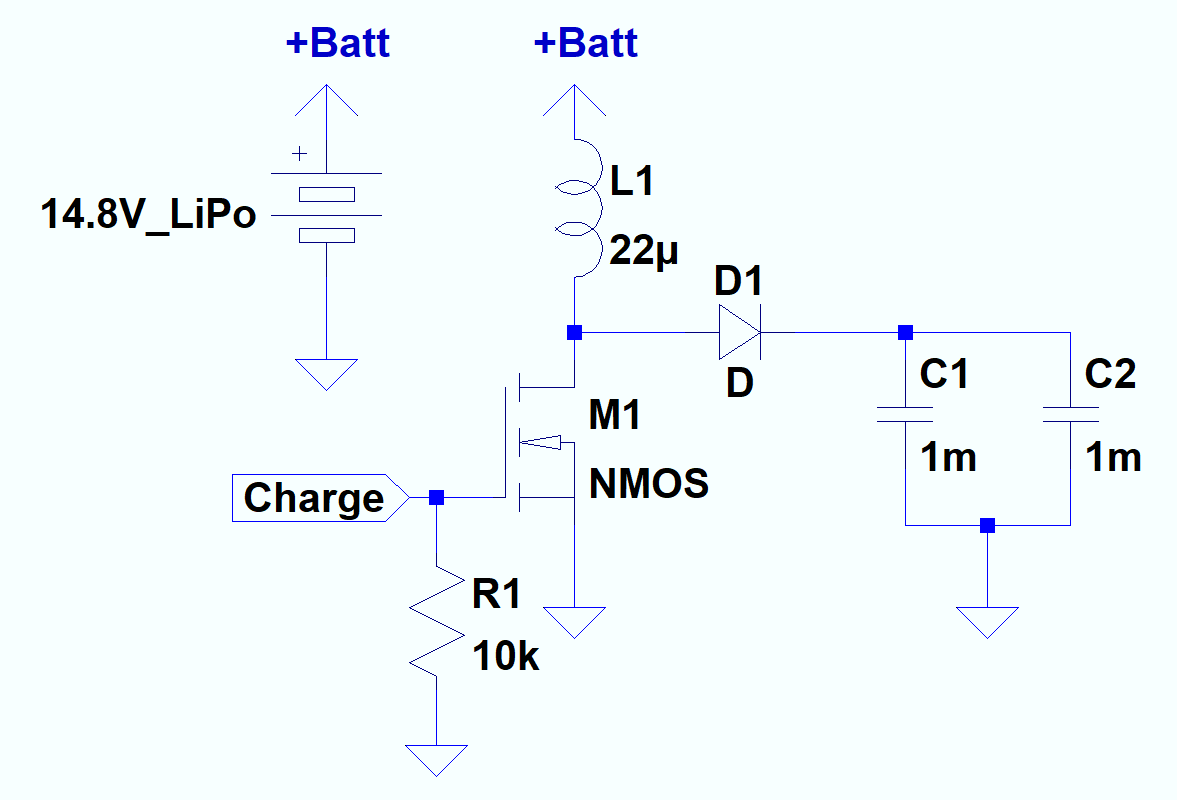 +Batt
+Batt
+
14.8V_LiPo
L1
22µ
D1
D
C1
1m
C2
1m
M1
NMOS
Charge
R1
10k